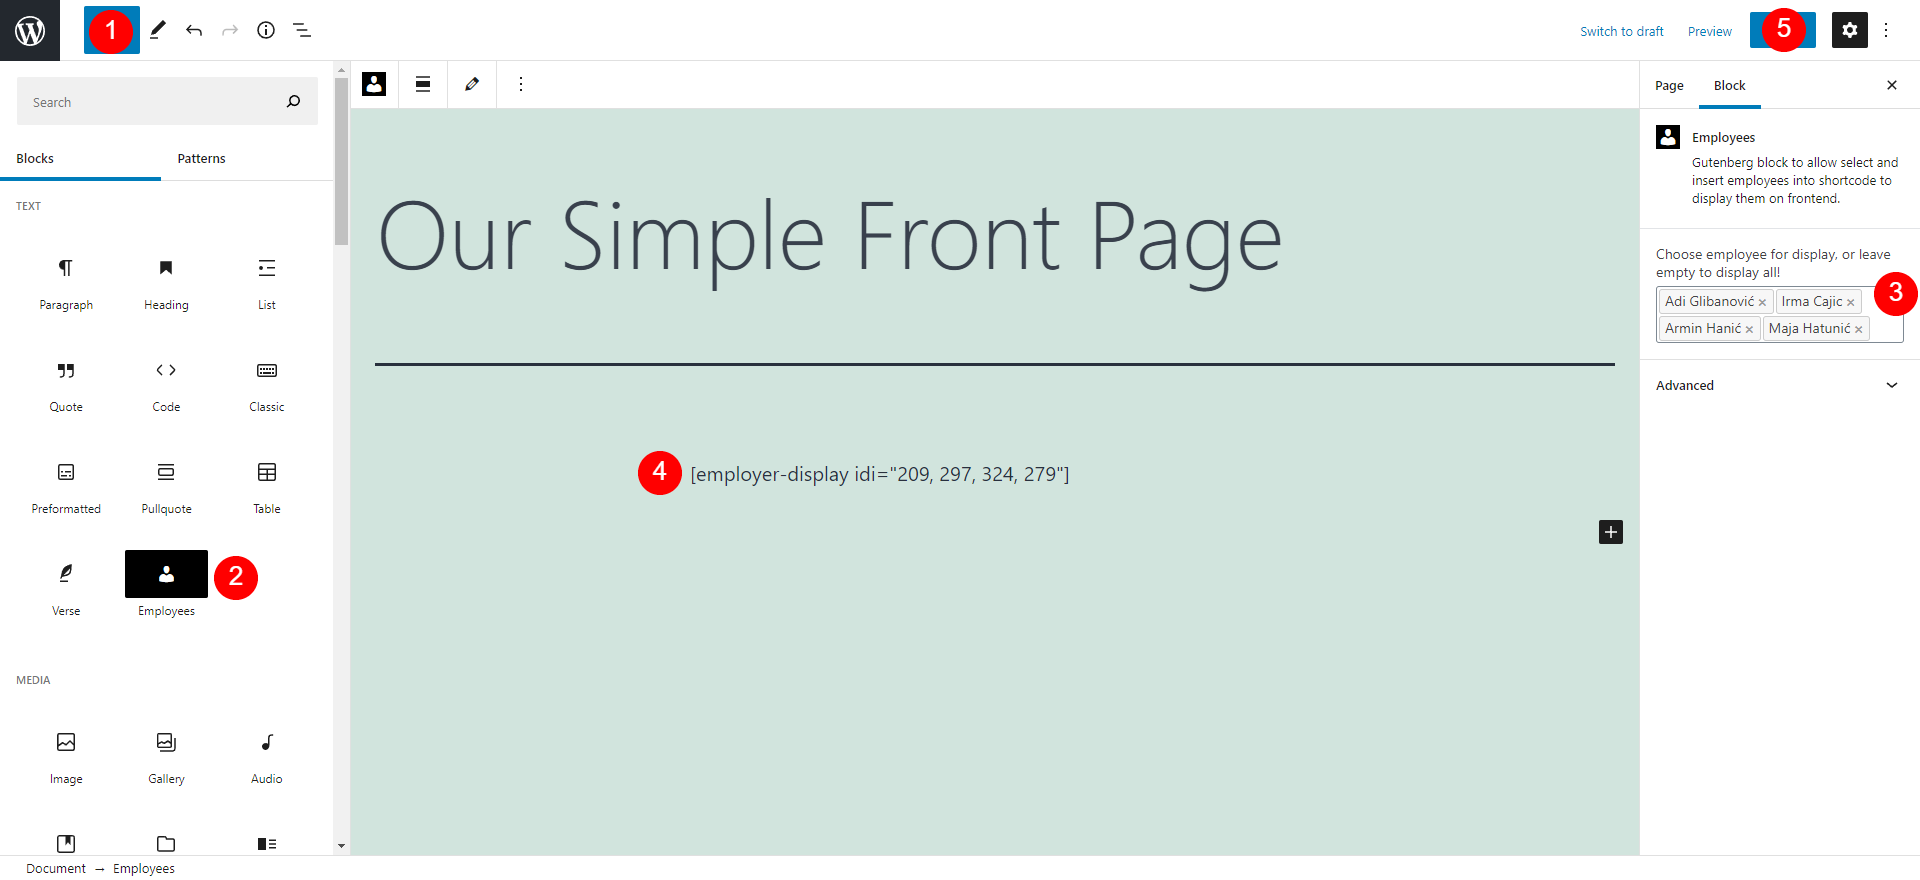 1
Switch to draft
Preview
5
Search
Blocks
Patterns
TEXT
Paragraph
Heading
List
Quote
Code
Classic
Preformatted
Pullquote
Table
Verse
Employees
2
MEDIA
Image
Gallery
Audio
Our Simple Front Page
4
[employer-display idi="209, 297, 324, 279"]
Page
Block
Employees
Gutenberg block to allow select and
insert employees into shortcode to
display them on frontend.
Choose employee for display, or leave
empty to display all!
3
Adi Glibanović × Irma Cajic ×
Armin Hanić × Maja Hatunić ×
Advanced
Document → Employees